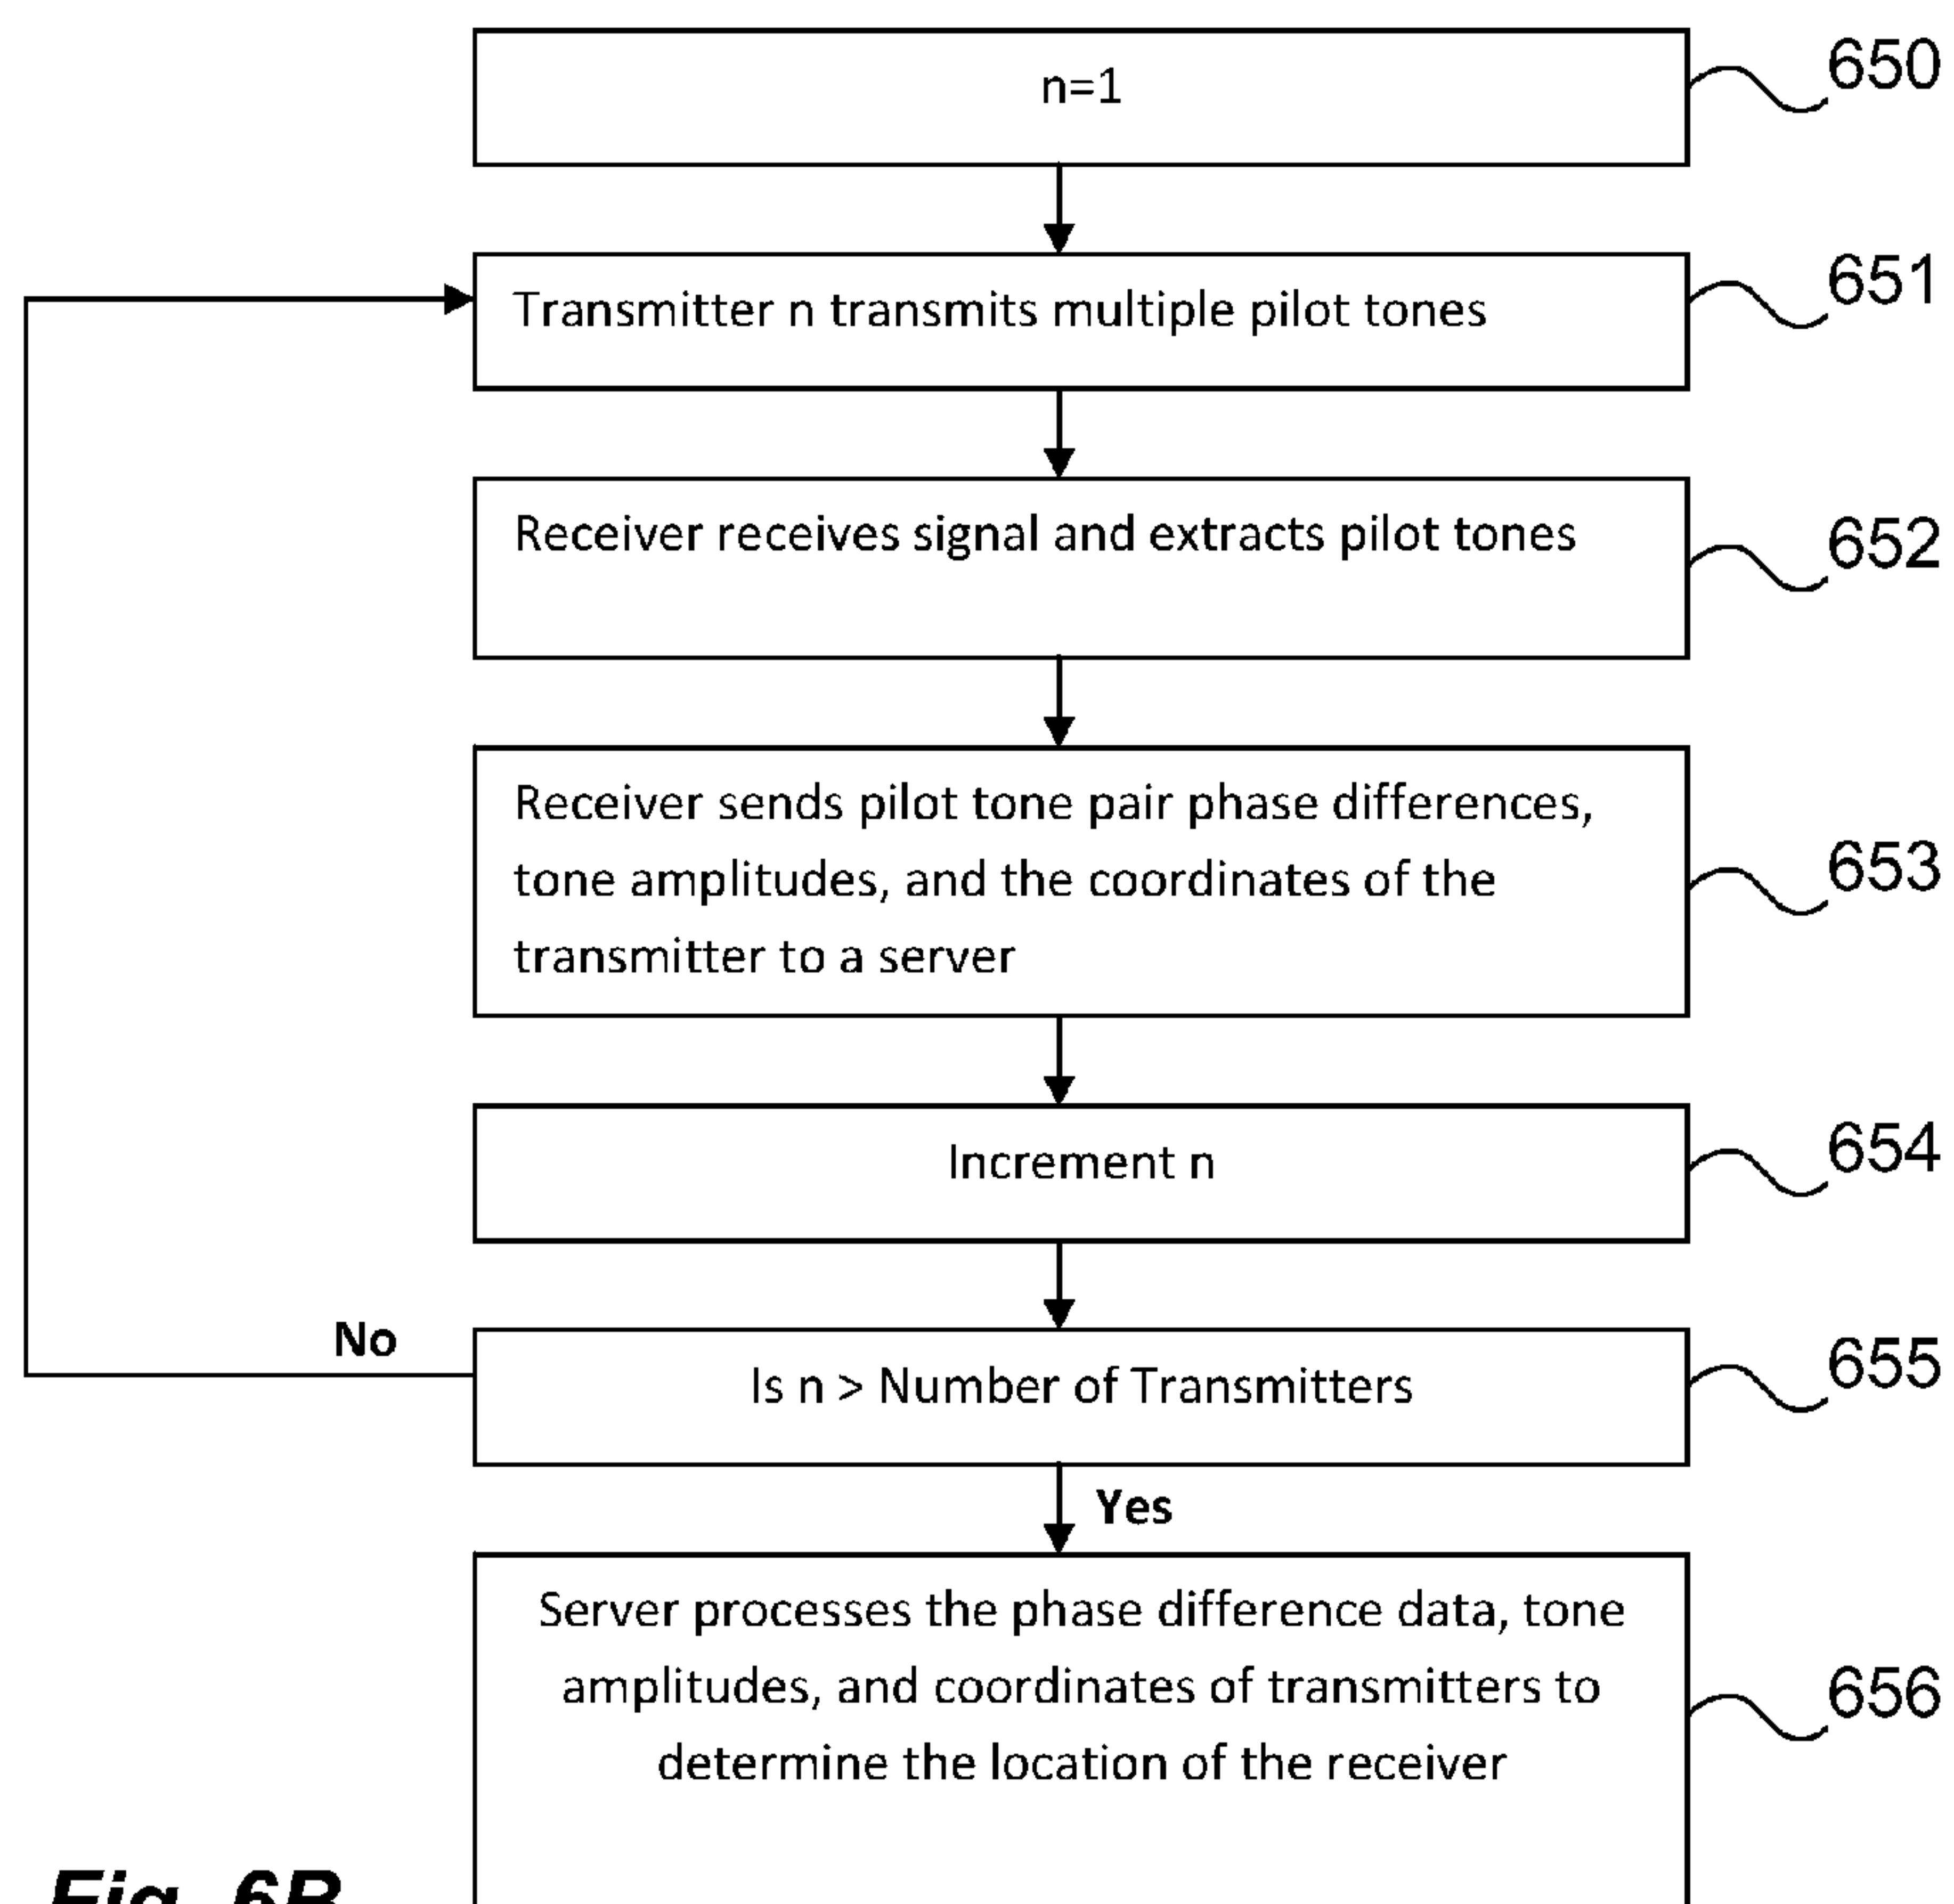 n=1
650
Transmitter n transmits multiple pilot tones
651
Receiver receives signal and extracts pilot tones
652
Receiver sends pilot tone pair phase differences,
tone amplitudes, and the coordinates of the
transmitter to a server
653
Increment n
654
No
Is n > Number of Transmitters
655
Yes
Server processes the phase difference data, tone
amplitudes, and coordinates of transmitters to
determine the location of the receiver
656
Fig. 6B